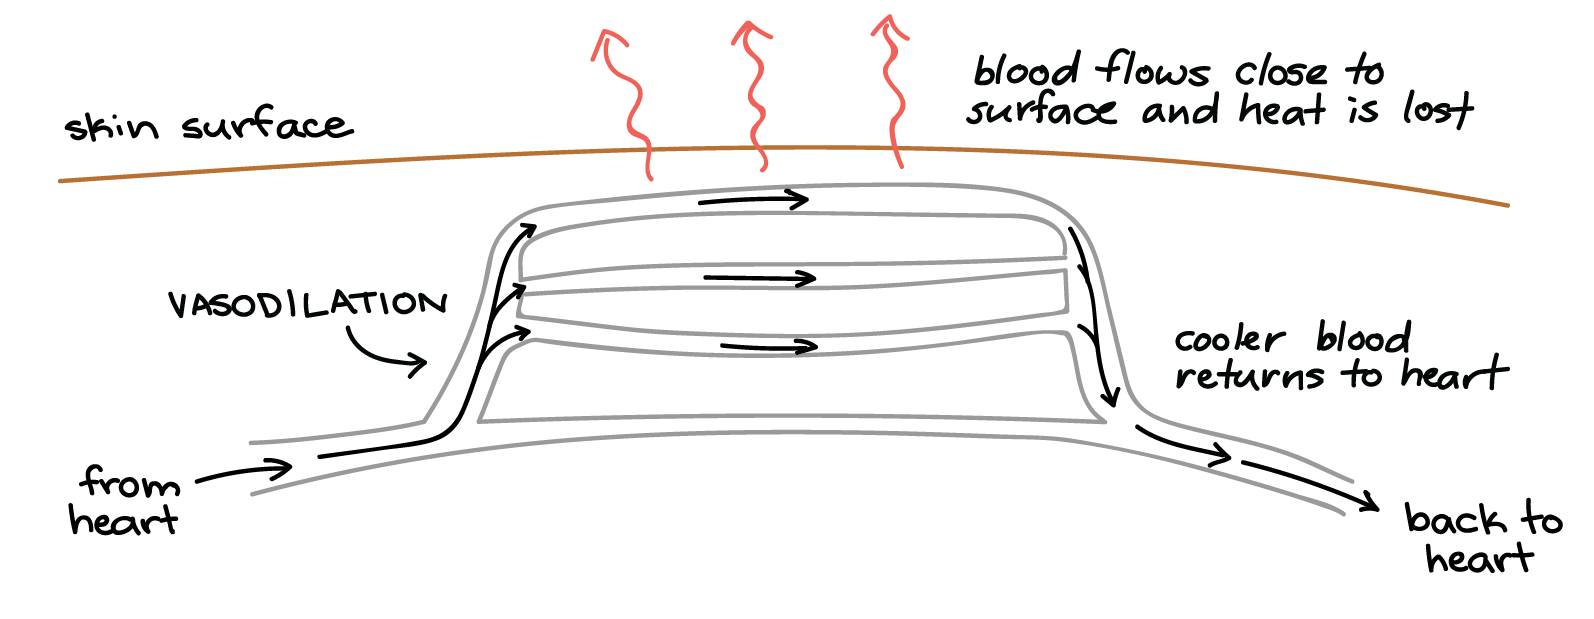 skin surface
blood flows close to
surface and heat is lost
VASODILATION
cooler blood
returns to heart
from
heart
back to
heart